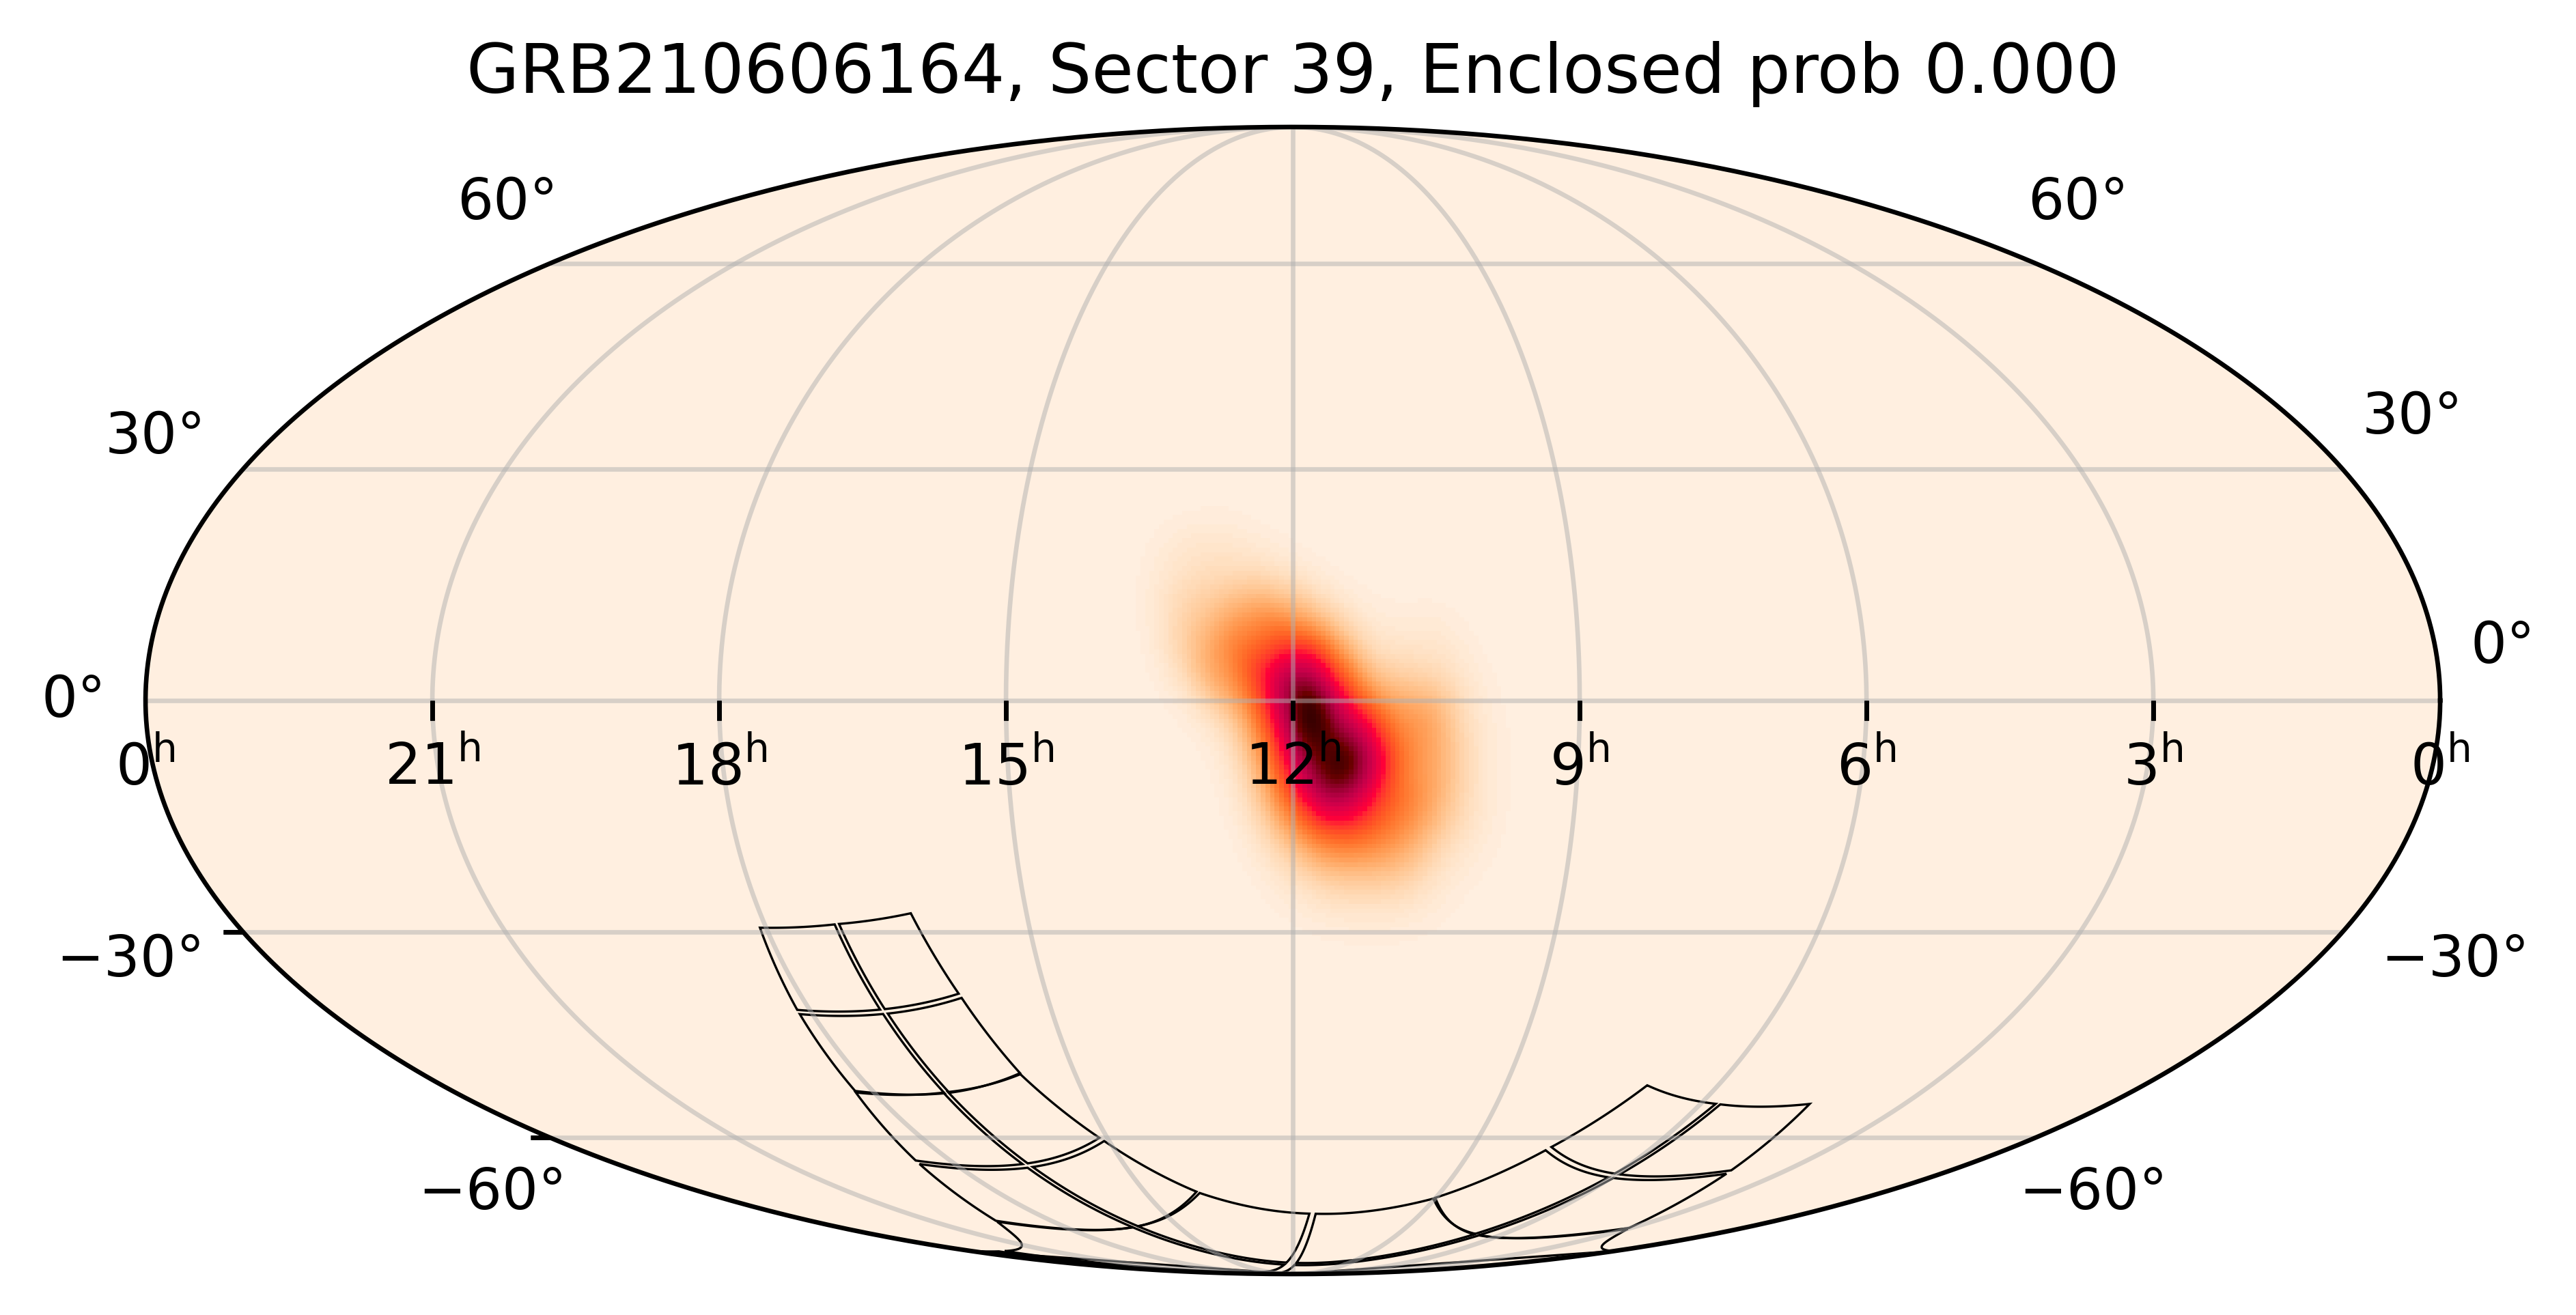 GRB210606164, Sector 39, Enclosed prob 0.000
60° 60°
30° 30°
0° 0°
0h 21h 18h 15h 12h 9h 6h 3h 0h
−30° −30°
−60° −60°